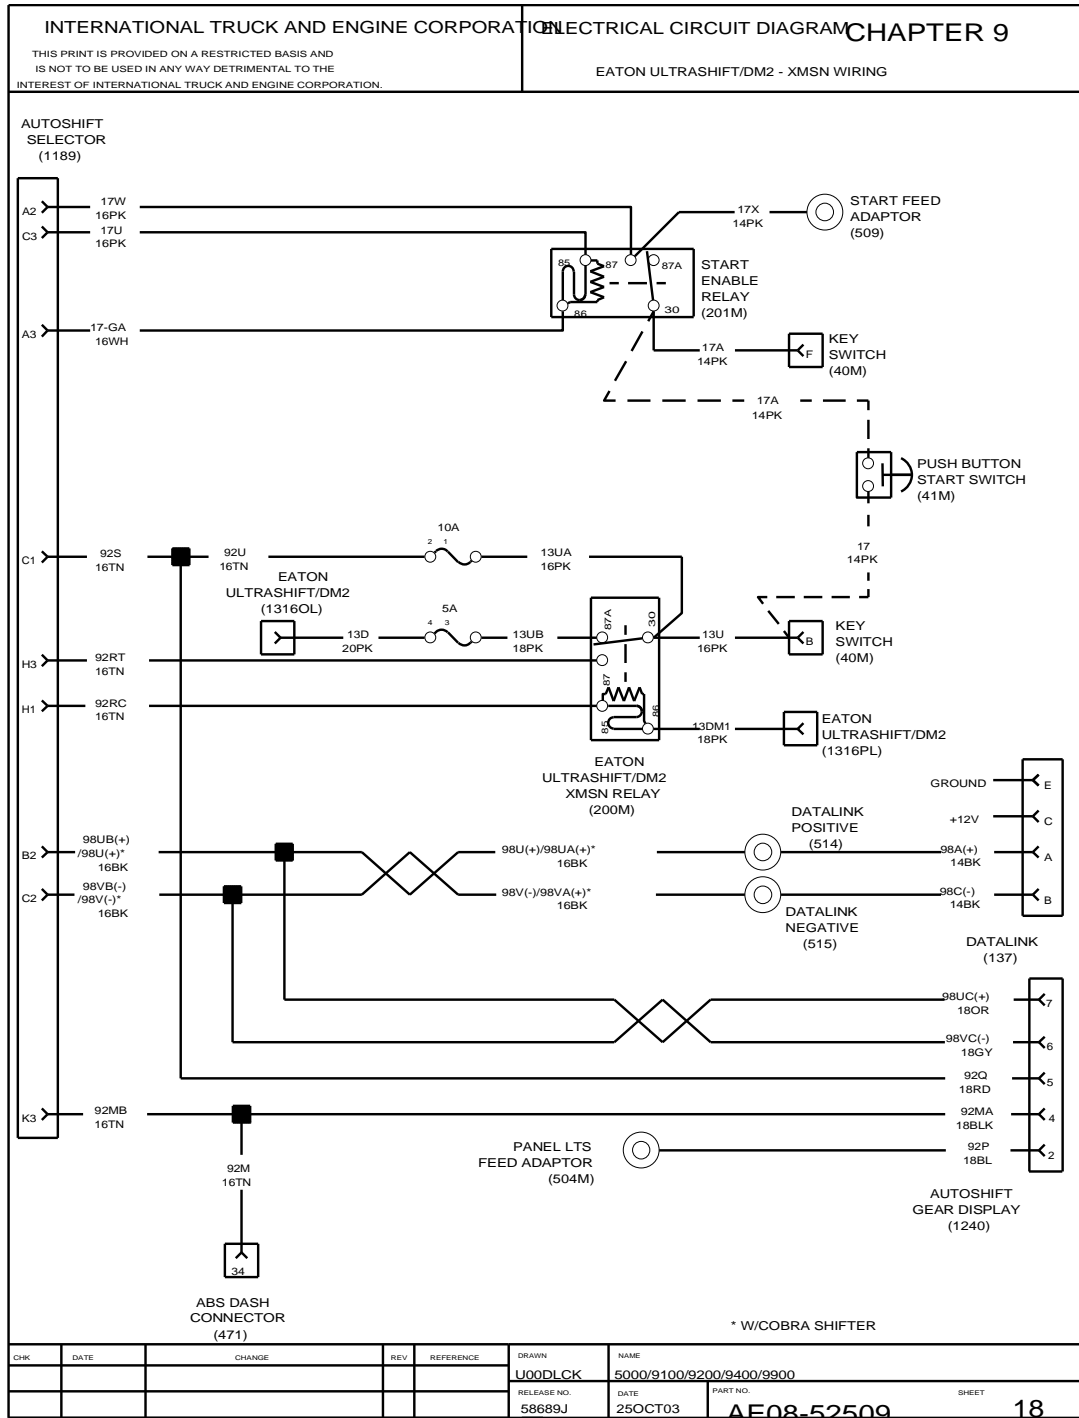 INTERNATIONAL TRUCK AND ENGINE CORPORATION
ELECTRICAL CIRCUIT DIAGRAM
CHAPTER 9
THIS PRINT IS PROVIDED ON A RESTRICTED BASIS AND
IS NOT TO BE USED IN ANY WAY DETRIMENTAL TO THE
INTEREST OF INTERNATIONAL TRUCK AND ENGINE CORPORATION.
EATON ULTRASHIFT/DM2 - XMSN WIRING
AUTOSHIFT
SELECTOR
(1189)
A2
17W
16PK
C3
17U
16PK
17X
14PK
START FEED
ADAPTOR
(509)
85
87
87A
86
30
START
ENABLE
RELAY
(201M)
A3
17-GA
16WH
17A
14PK
F
KEY
SWITCH
(40M)
17A
14PK
PUSH BUTTON
START SWITCH
(41M)
17
14PK
C1
92S
16TN
92U
16TN
10A
2 1
13UA
16PK
EATON
ULTRASHIFT/DM2
(1316OL)
13D
20PK
5A
4 3
13UB
18PK
87A
30
87
85
86
13U
16PK
B
KEY
SWITCH
(40M)
H3
92RT
16TN
H1
92RC
16TN
13DM1
18PK
EATON
ULTRASHIFT/DM2
(1316PL)
EATON
ULTRASHIFT/DM2
XMSN RELAY
(200M)
GROUND
E
+12V
C
DATALINK
POSITIVE
(514)
B2
98UB(+)
/98U(+)*
16BK
98U(+)/98UA(+)*
16BK
98A(+)
14BK
A
C2
98VB(-)
/98V(-)*
16BK
98V(-)/98VA(+)*
16BK
98C(-)
14BK
B
DATALINK
NEGATIVE
(515)
DATALINK
(137)
98UC(+)
18OR
7
98VC(-)
18GY
6
92Q
18RD
5
K3
92MB
16TN
92MA
18BLK
4
PANEL LTS
FEED ADAPTOR
(504M)
92P
18BL
2
92M
16TN
AUTOSHIFT
GEAR DISPLAY
(1240)
34
ABS DASH
CONNECTOR
(471)
* W/COBRA SHIFTER
CHK
DATE
CHANGE
REV
REFERENCE
DRAWN
U00DLCK
NAME
5000/9100/9200/9400/9900
RELEASE NO.
58689J
DATE
25OCT03
PART NO.
AE08-52509
SHEET
18